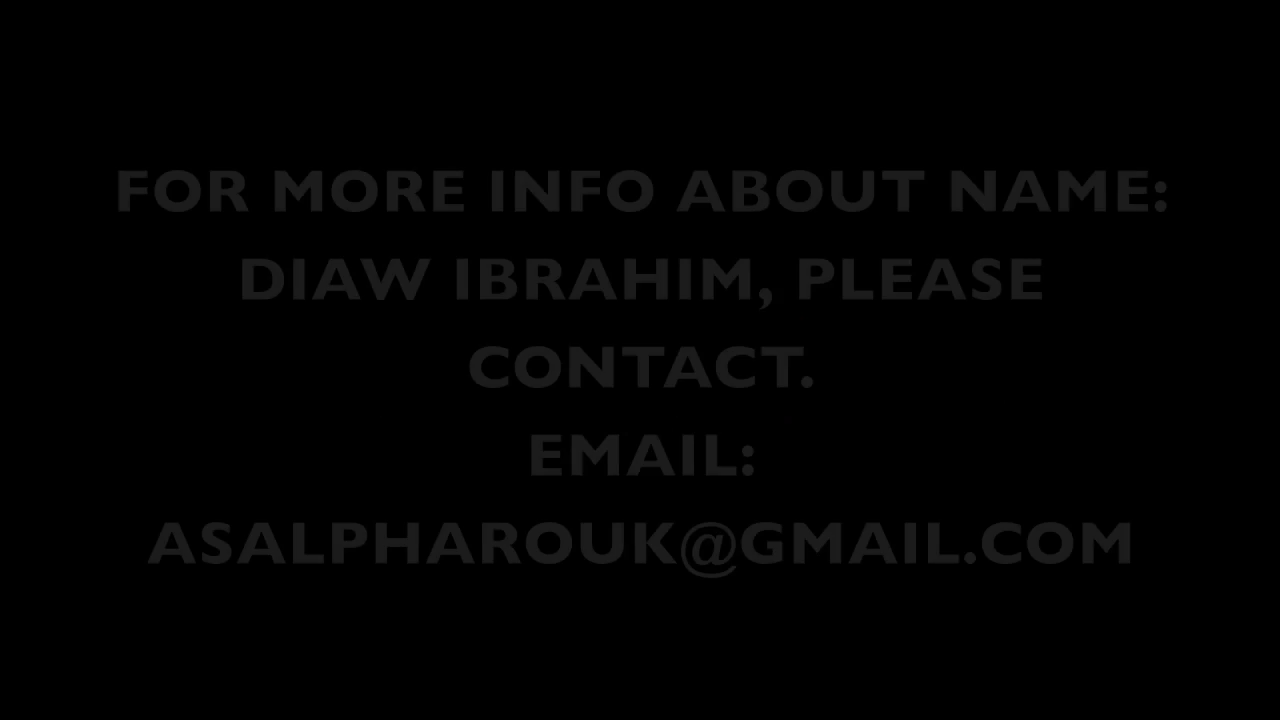 FOR MORE INFO ABOUT NAME:
DIAW IBRAHIM, PLEASE
CONTACT.
EMAIL:
ASALPHAROUK@GMAIL.COM